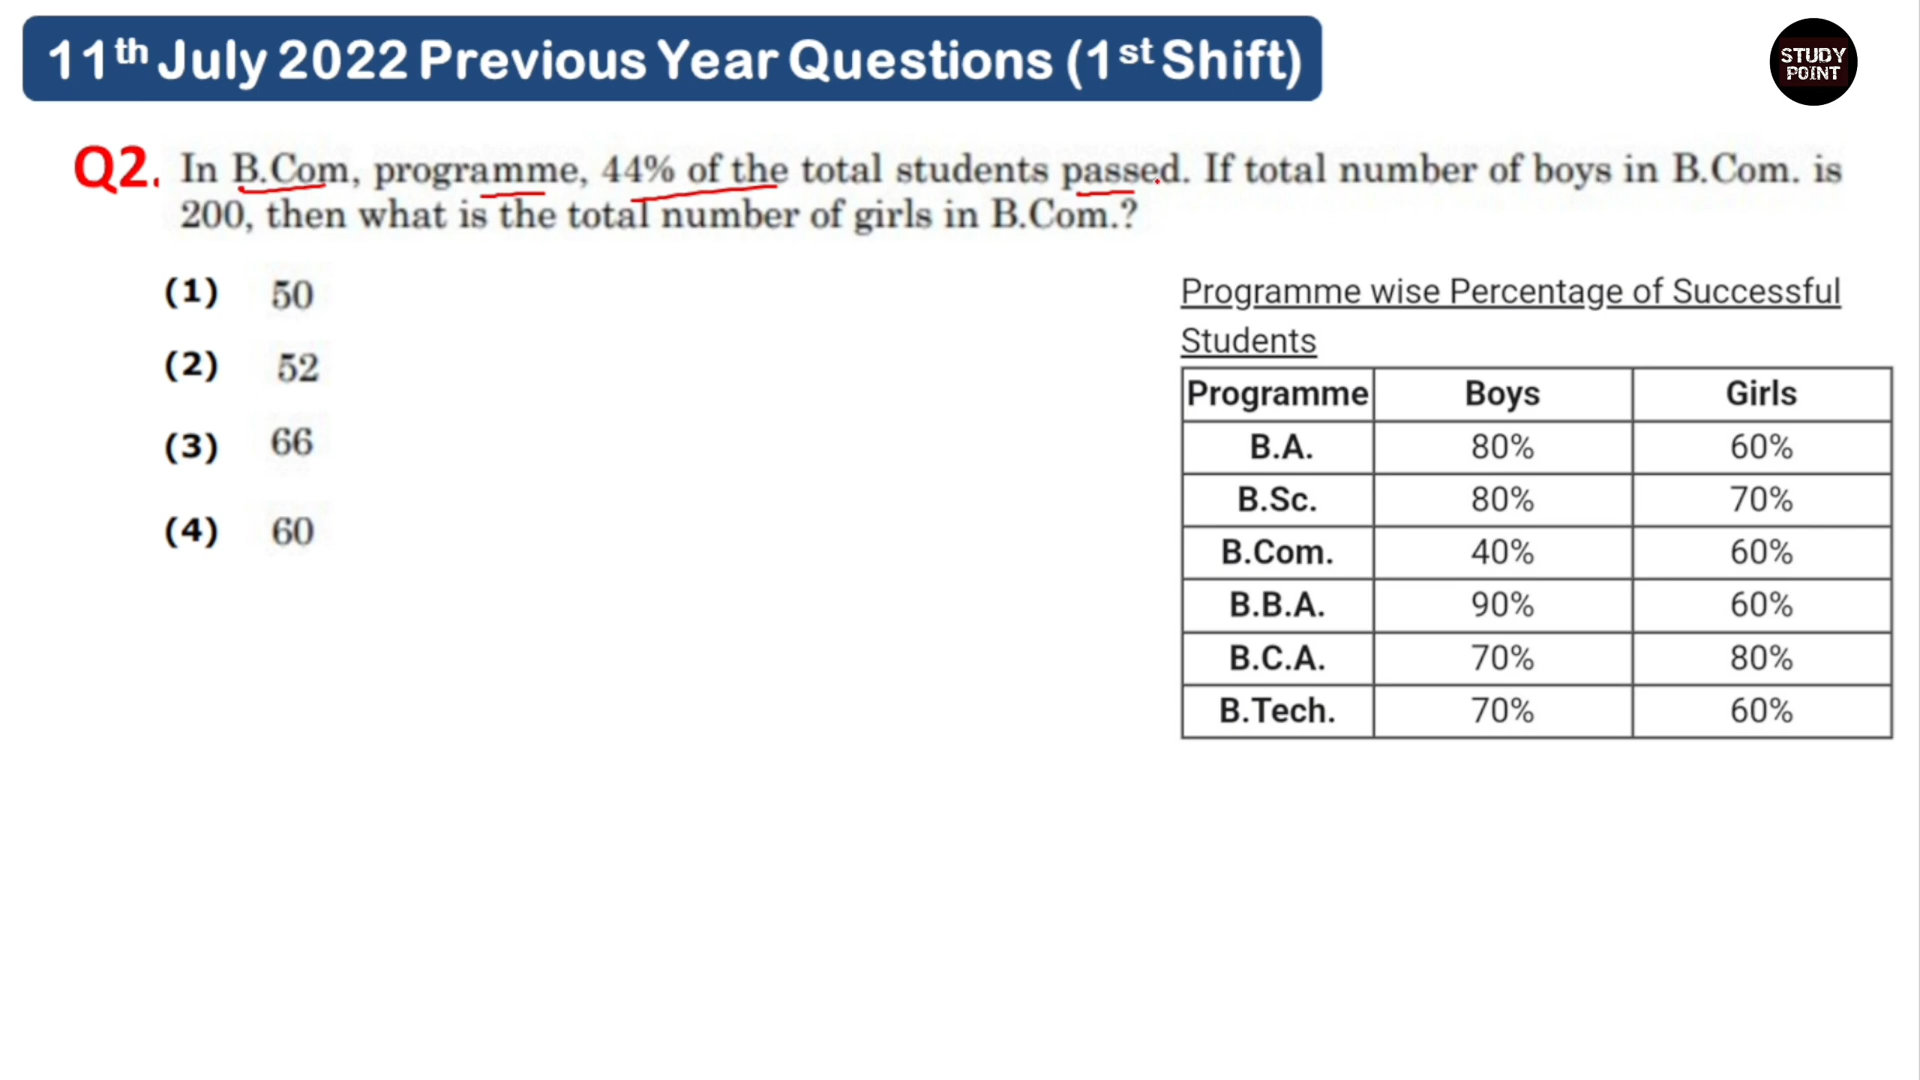 11th July 2022 Previous Year Questions (1st Shift)
STUDY
POINT
Q2. In B.Com, programme, 44% of the total students passed. If total number of boys in B.Com. is
200, then what is the total number of girls in B.Com.?
(1) 50
(2) 52
(3) 66
(4) 60
Programme wise Percentage of Successful
Students
Programme Boys Girls
B.A. 80% 60%
B.Sc. 80% 70%
B.Com. 40% 60%
B.B.A. 90% 60%
B.C.A. 70% 80%
B.Tech. 70% 60%